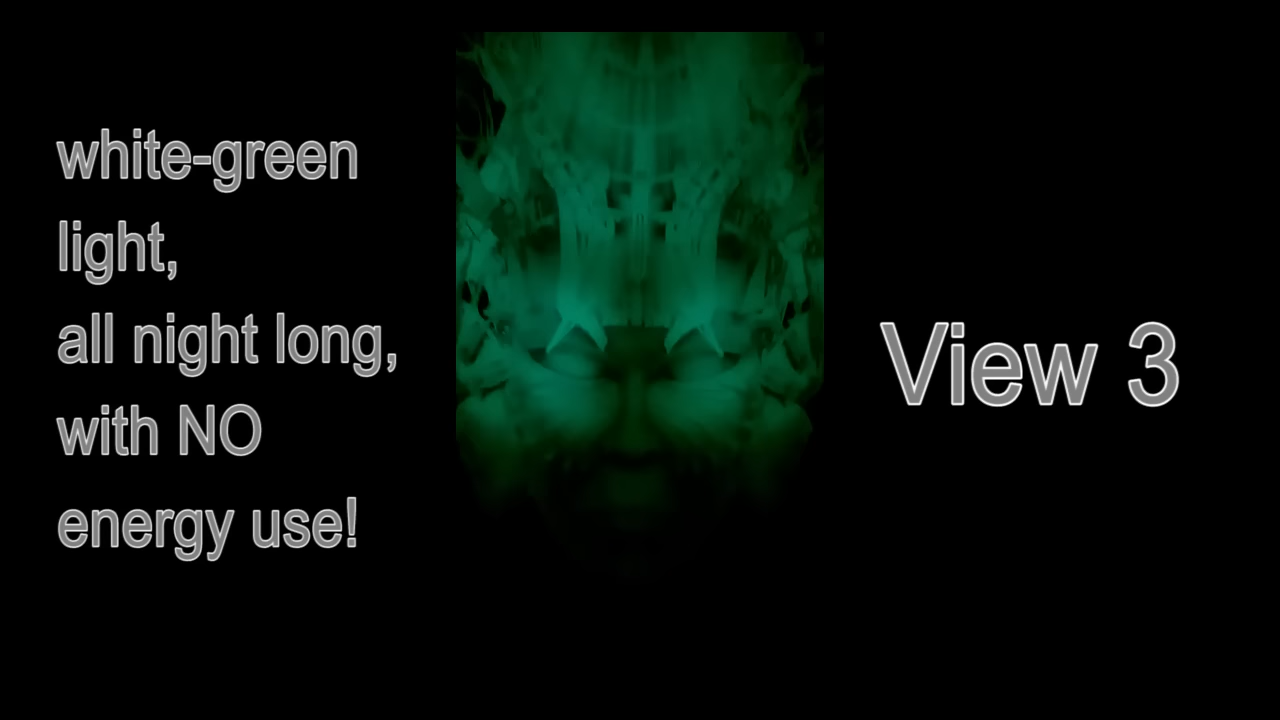 white-green
light,
all night long,
with NO
energy use!
View 3